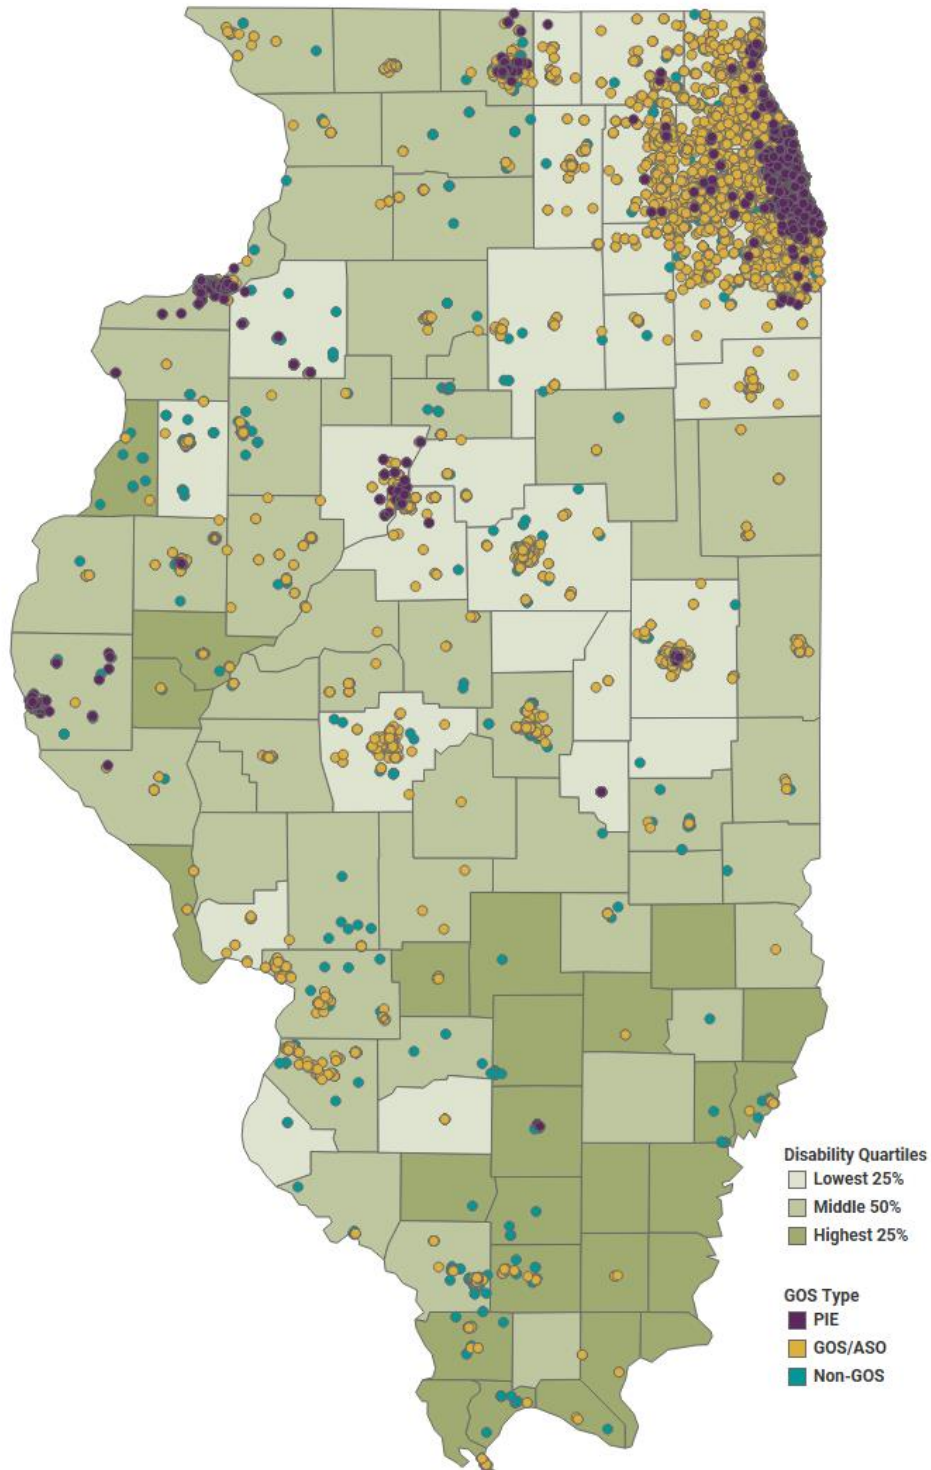 Disability Quartiles
Lowest 25%
Middle 50%
Highest 25%
GOS Type
PIE
GOS/ASO
Non-GOS